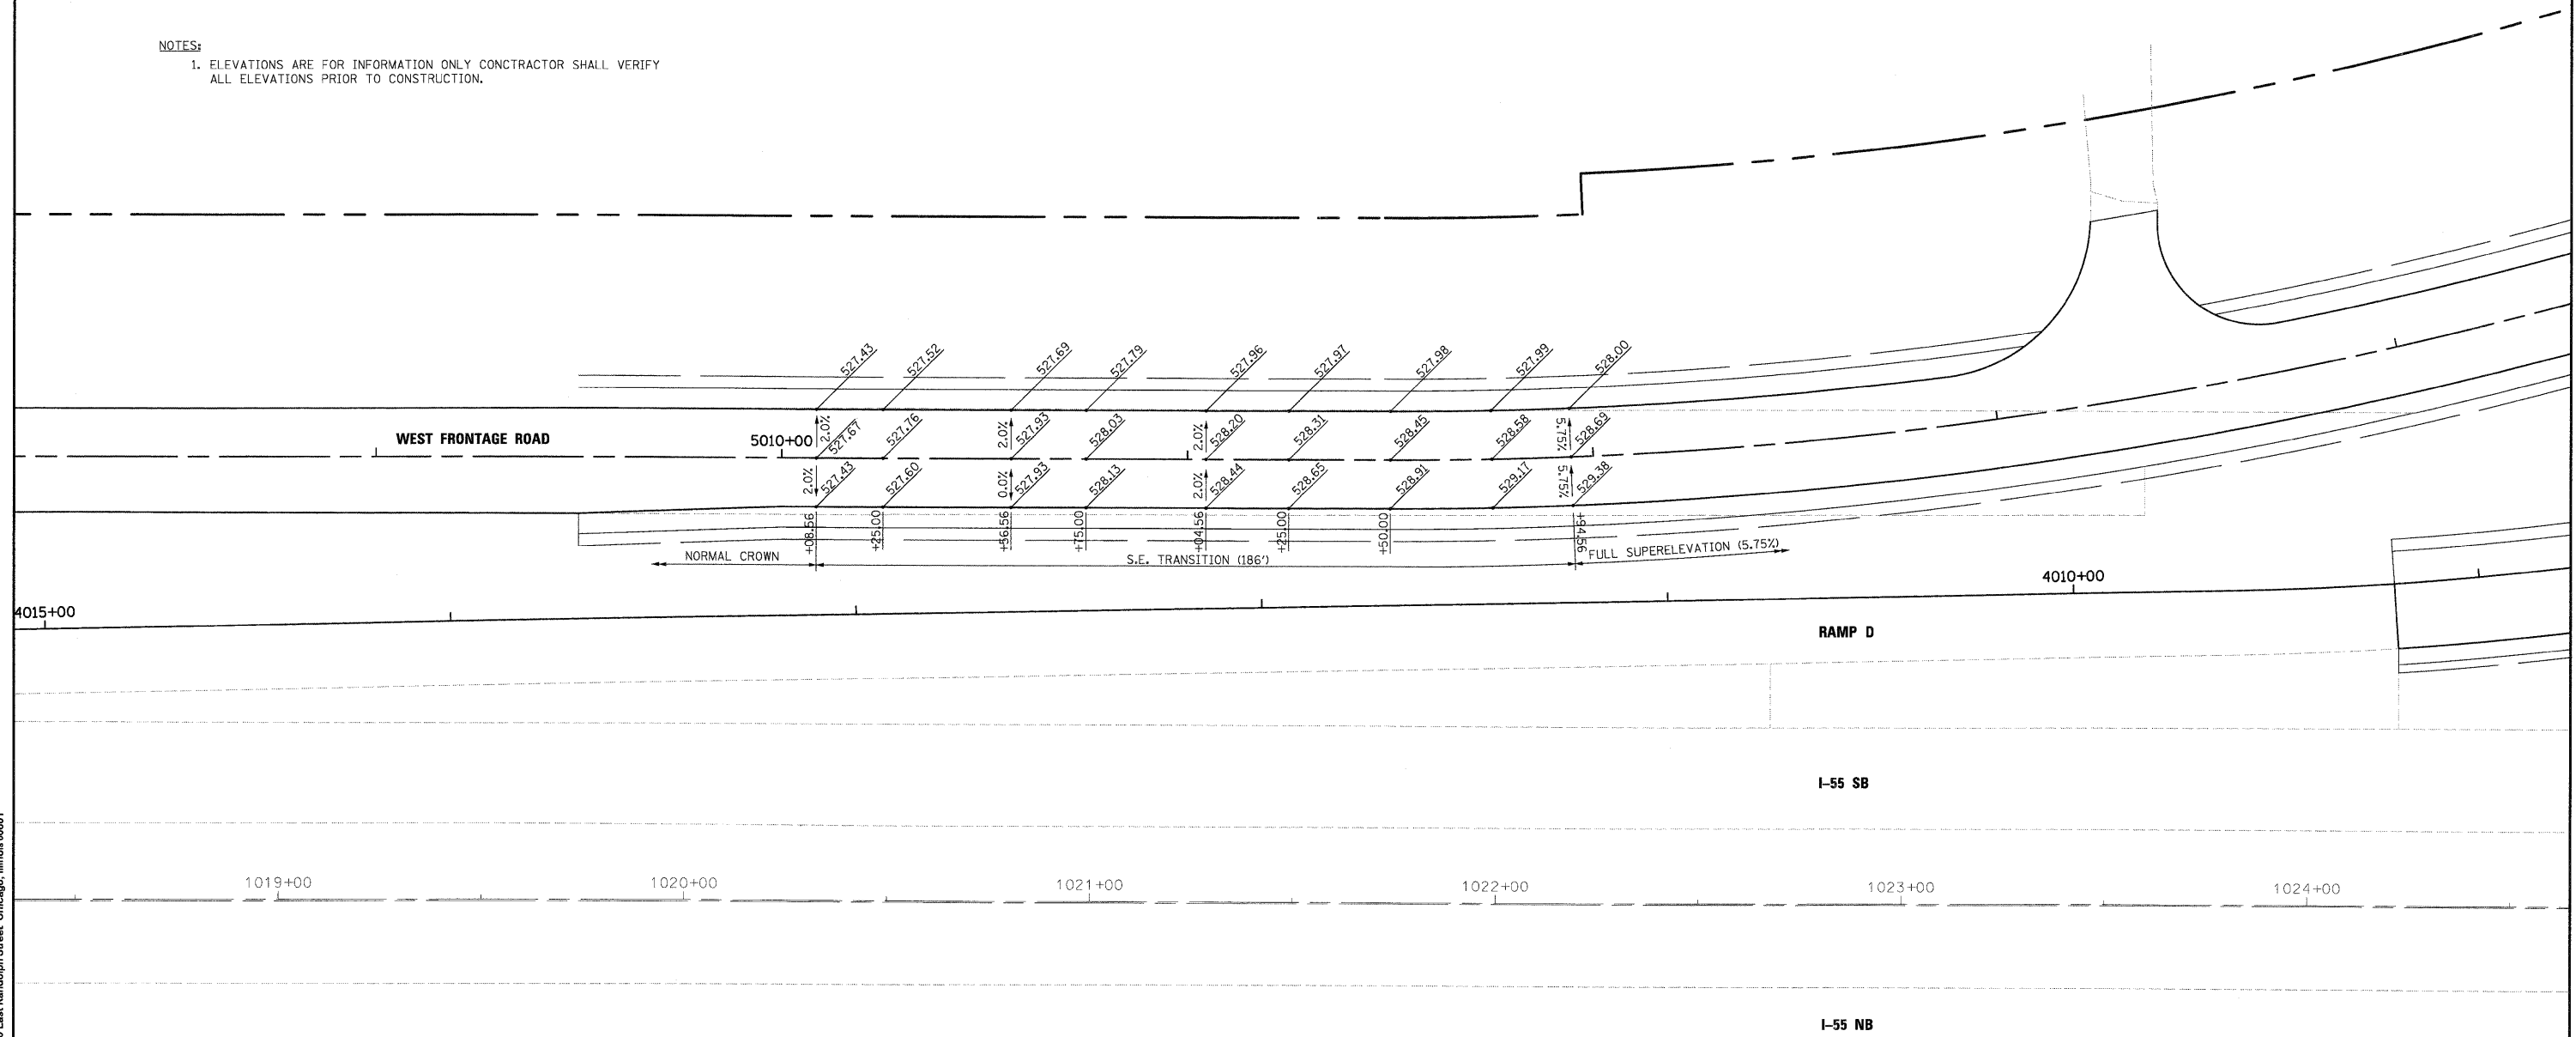 NOTES:
1. ELEVATIONS ARE FOR INFORMATION ONLY CONCTRACTOR SHALL VERIFY
ALL ELEVATIONS PRIOR TO CONSTRUCTION.
527.43 527.52 527.69 527.79 527.96 527.97 527.98 527.99 528.00
WEST FRONTAGE ROAD
5010+00
2.0% 2.0% 2.0% 5.75%
527.67 527.76 527.93 528.03 528.20 528.31 528.45 528.58 528.69
2.0% 0.0% 2.0% 5.75%
527.43 527.60 527.93 528.13 528.44 528.65 528.91 529.17 529.38
+08.56 +25.00 +56.56 +75.00 +04.56 +25.00 +50.00 +94.56
NORMAL CROWN
S.E. TRANSITION (186')
FULL SUPERELEVATION (5.75%)
4015+00
4010+00
RAMP D
I-55 SB
1019+00 1020+00 1021+00 1022+00 1023+00 1024+00
I-55 NB
East Randolph Street Chicago, Illinois